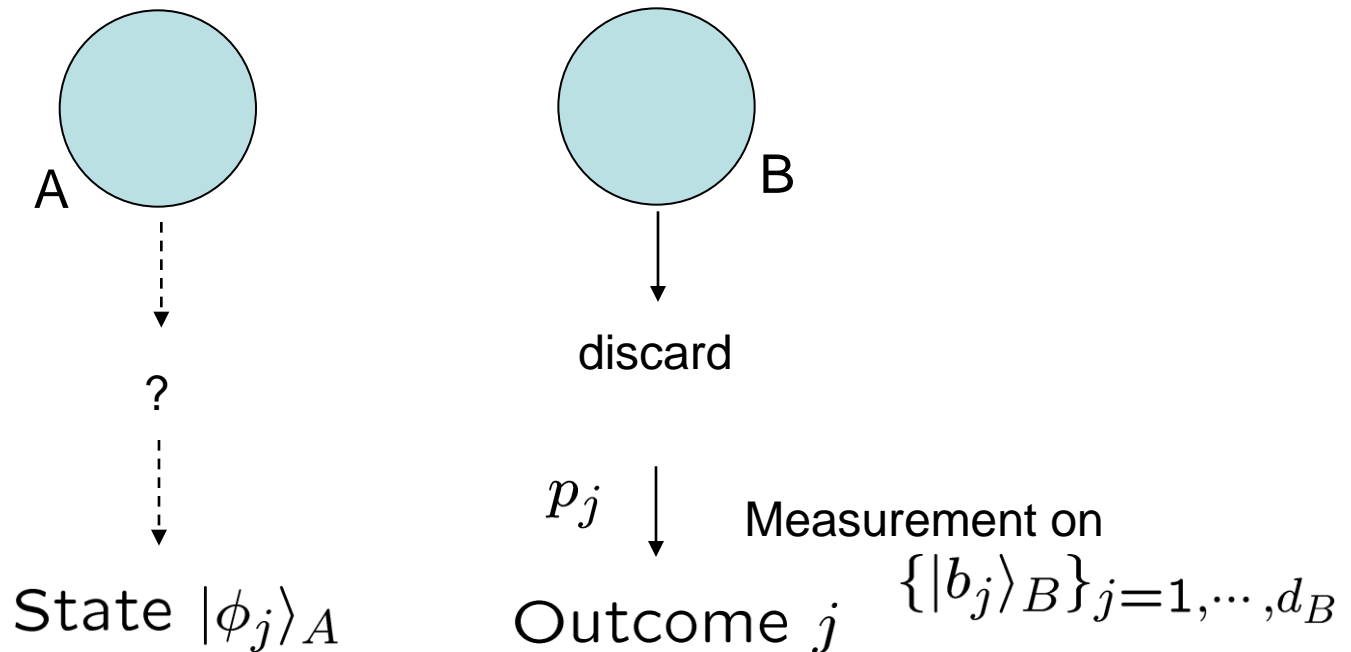 A
B
discard
?
p_j
Measurement on
{|b_j⟩_B}_{j=1,⋯,d_B}
State |ϕ_j⟩_A
Outcome j